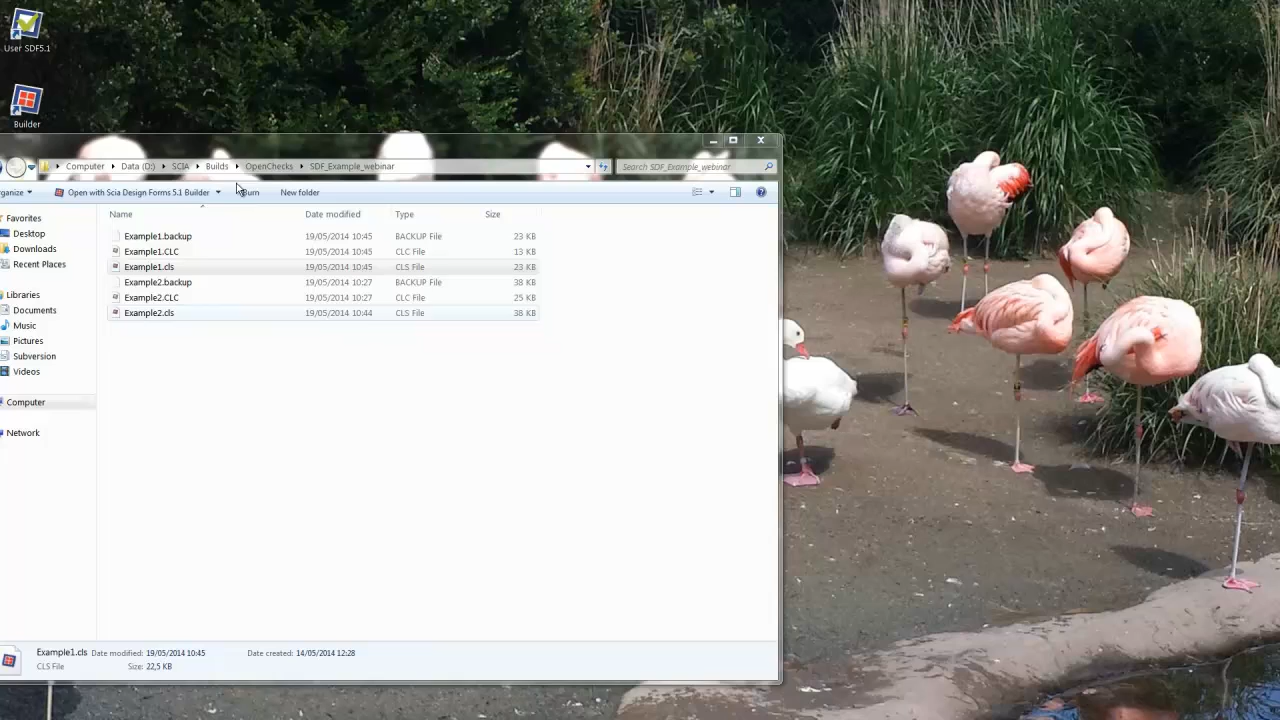 User SDF5.1
Builder
Computer Data (D:) SCIA Builds OpenChecks SDF_Example_webinar
Search SDF_Example_webinar
rganize Open with Scia Design Forms 5.1 Builder Burn New folder
Name Date modified Type Size
Favorites
Desktop
Downloads
Recent Places
Libraries
Documents
Music
Pictures
Subversion
Videos
Computer
Network
Example1.backup 19/05/2014 10:45 BACKUP File 23 KB
Example1.CLC 19/05/2014 10:45 CLC File 13 KB
Example1.cls 19/05/2014 10:45 CLS File 23 KB
Example2.backup 19/05/2014 10:27 BACKUP File 38 KB
Example2.CLC 19/05/2014 10:27 CLC File 25 KB
Example2.cls 19/05/2014 10:44 CLS File 38 KB
Example1.cls Date modified: 19/05/2014 10:45 Date created: 14/05/2014 12:28
CLS File Size: 22,5 KB